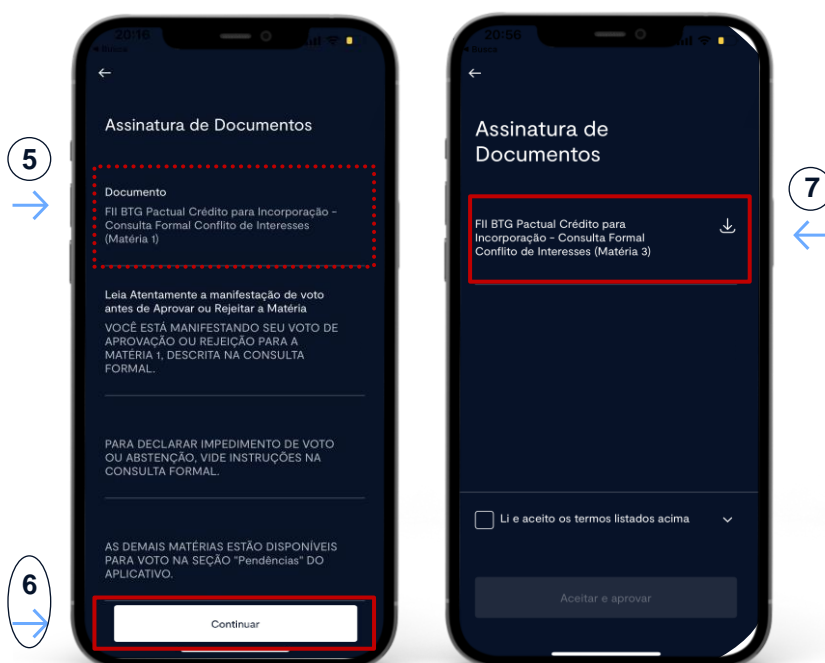 5
6
7
20:16
Busca
Assinatura de Documentos
Documento
FII BTG Pactual Crédito para Incorporação -
Consulta Formal Conflito de Interesses
(Matéria 1)
Leia Atentamente a manifestação de voto
antes de Aprovar ou Rejeitar a Matéria
VOCÊ ESTÁ MANIFESTANDO SEU VOTO DE
APROVAÇÃO OU REJEIÇÃO PARA A
MATÉRIA 1, DESCRITA NA CONSULTA
FORMAL.
PARA DECLARAR IMPEDIMENTO DE VOTO
OU ABSTENÇÃO, VIDE INSTRUÇÕES NA
CONSULTA FORMAL.
AS DEMAIS MATÉRIAS ESTÃO DISPONÍVEIS
PARA VOTO NA SEÇÃO "Pendências" DO
APLICATIVO.
Continuar
20:56
Busca
Assinatura de
Documentos
FII BTG Pactual Crédito para
Incorporação - Consulta Formal
Conflito de Interesses (Matéria 3)
Li e aceito os termos listados acima
Aceitar e aprovar